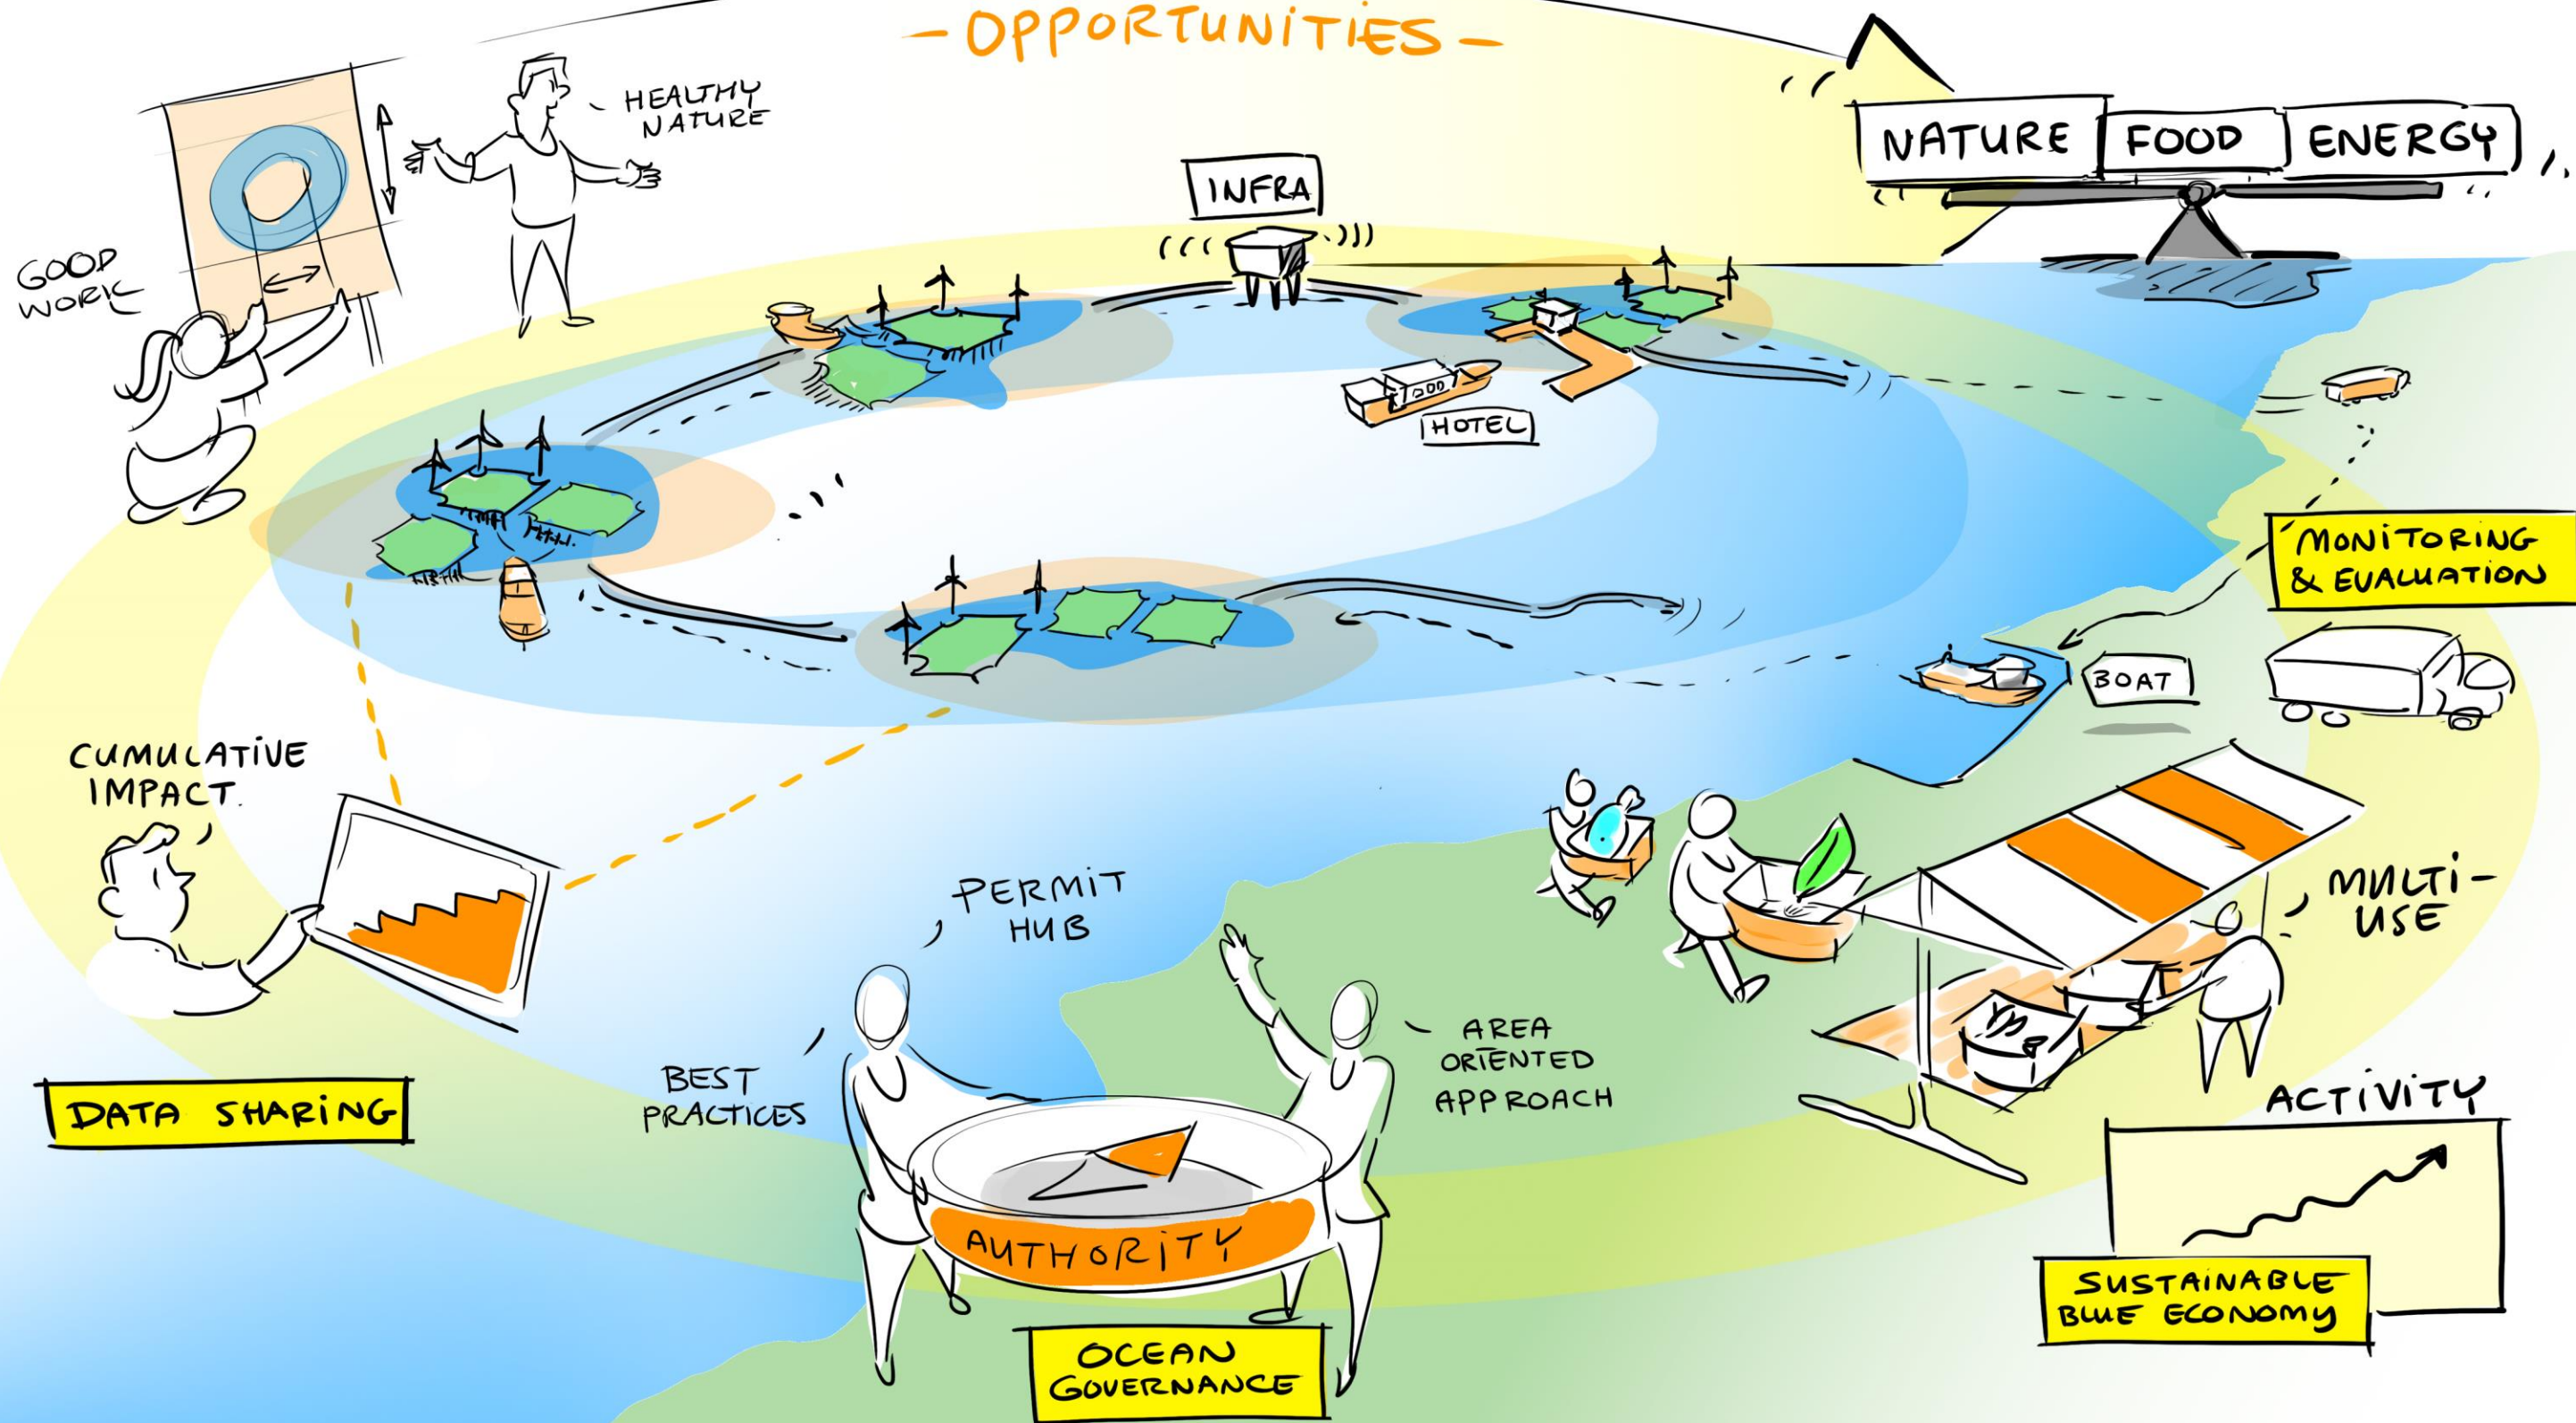 - OPPORTUNITIES -
HEALTHY
NATURE
NATURE
FOOD
ENERGY
INFRA
GOOD
WORK
HOTEL
MONITORING
& EVALUATION
BOAT
CUMULATIVE
IMPACT.
PERMIT
HUB
MULTI-
USE
AREA
ORIENTED
APPROACH
BEST
PRACTICES
DATA SHARING
ACTIVITY
AUTHORITY
SUSTAINABLE
BLUE ECONOMY
OCEAN
GOVERNANCE